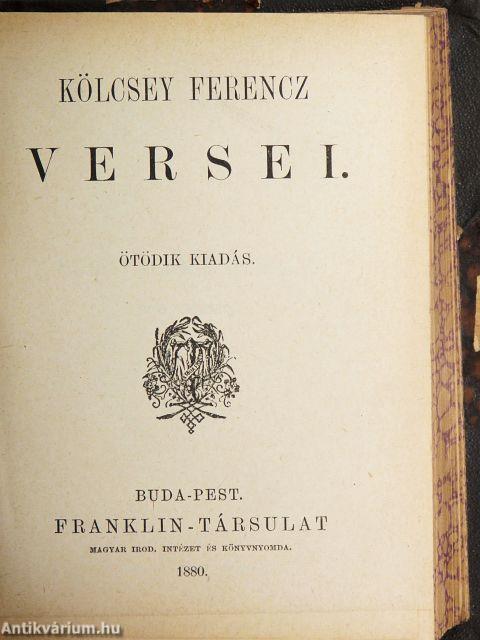 KÖLCSEY FERENCZ
VERSEI.
ÖTÖDIK KIADÁS.
BUDA-PEST.
FRANKLIN-TÁRSULAT
MAGYAR IROD. INTÉZET ÉS KÖNYVNYOMDA.
1880.
Antikvárium.hu